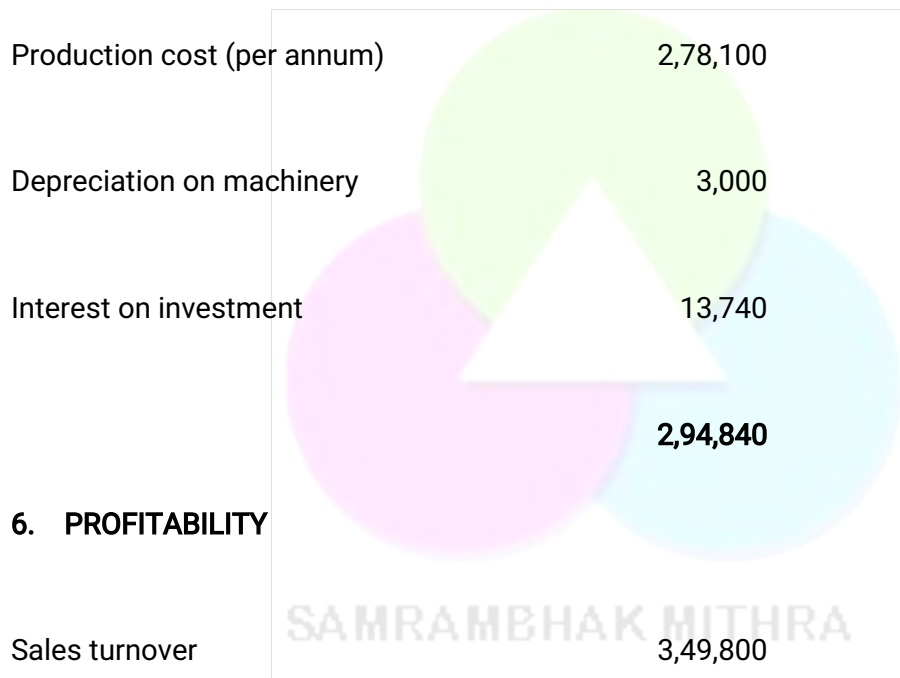 Production cost (per annum) 2,78,100
Depreciation on machinery 3,000
Interest on investment 13,740
2,94,840
6. PROFITABILITY
SAMRAMBHAK MITHRA
Sales turnover 3,49,800